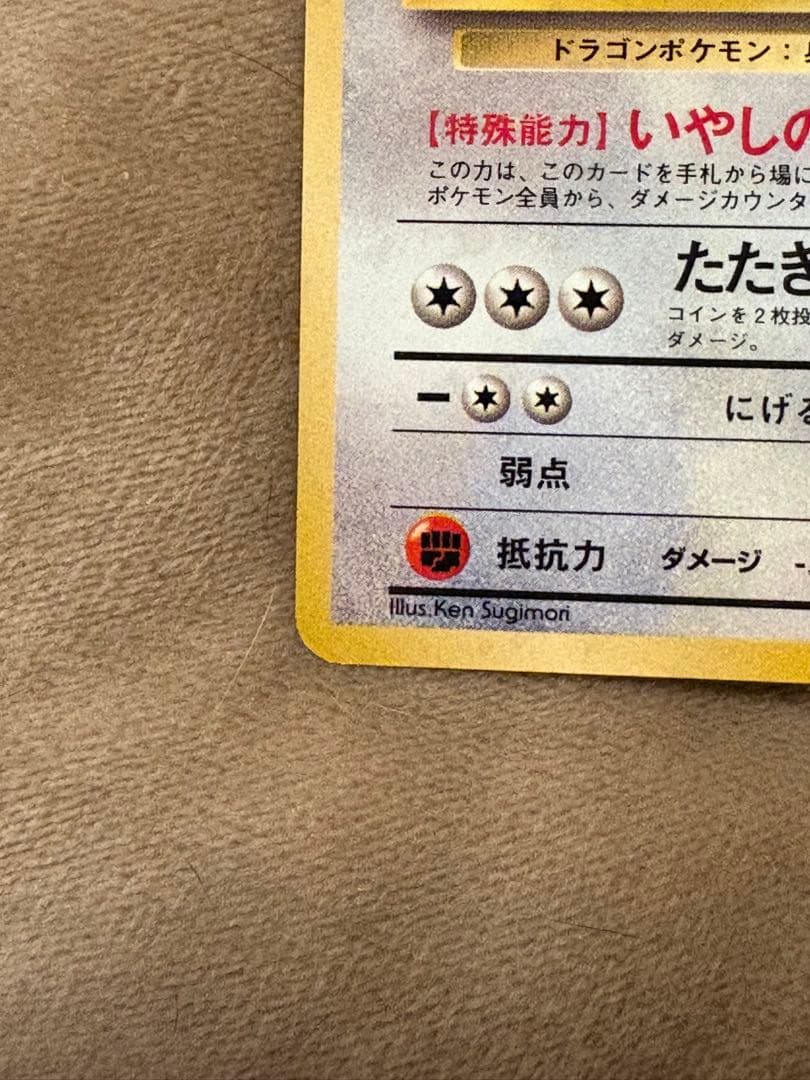 ドラゴンポケモン：
【特殊能力】いやしの
この力は、このカードを手札から場に
ポケモン全員から、ダメージカウンタ
たたき
コインを2枚投
ダメージ。
にげる
弱点
抵抗力 ダメージ -
Illus.Ken Sugimori